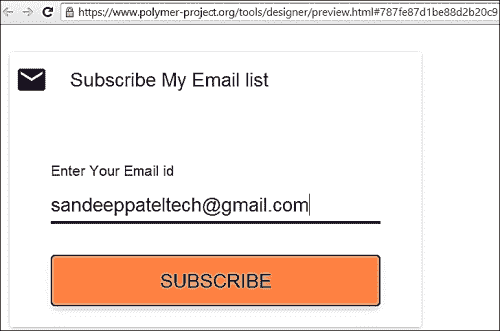 https://www.polymer-project.org/tools/designer/preview.html#787fe87d1be88d2b20c9
Subscribe My Email list
Enter Your Email id
sandeeppateltech@gmail.com
SUBSCRIBE